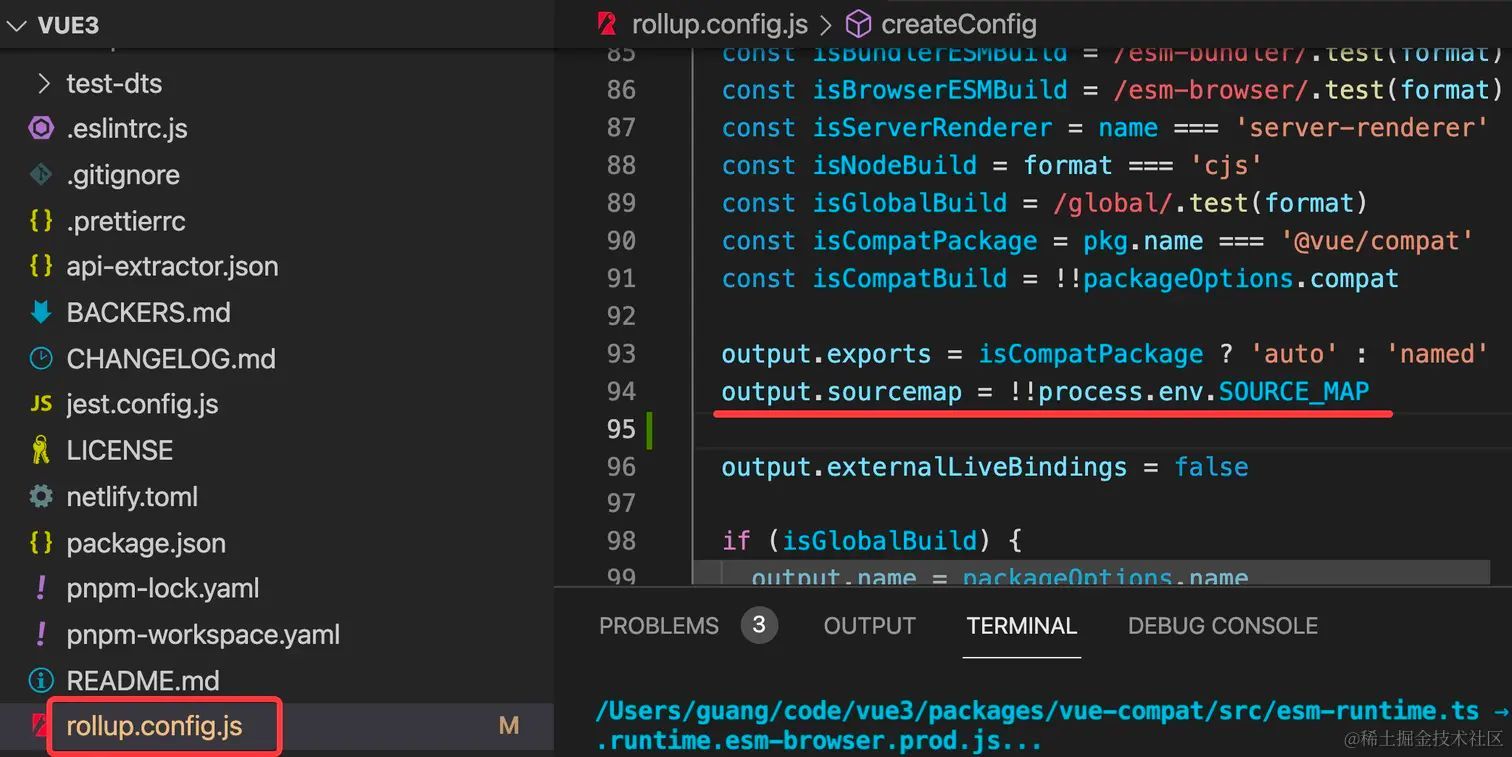 VUE3
test-dts
.eslintrc.js
.gitignore
.prettierrc
api-extractor.json
BACKERS.md
CHANGELOG.md
JS jest.config.js
LICENSE
netlify.toml
package.json
pnpm-lock.yaml
pnpm-workspace.yaml
README.md
rollup.config.js M
rollup.config.js > createConfig
85 const isBundlerESMBuild = /esm-bundler/.test(format)
86 const isBrowserESMBuild = /esm-browser/.test(format)
87 const isServerRenderer = name === 'server-renderer'
88 const isNodeBuild = format === 'cjs'
89 const isGlobalBuild = /global/.test(format)
90 const isCompatPackage = pkg.name === '@vue/compat'
91 const isCompatBuild = !!packageOptions.compat
92
93 output.exports = isCompatPackage ? 'auto' : 'named'
94 output.sourcemap = !!process.env.SOURCE_MAP
95
96 output.externalLiveBindings = false
97
98 if (isGlobalBuild) {
99 output.name = packageOptions.name
PROBLEMS 3 OUTPUT TERMINAL DEBUG CONSOLE
/Users/guang/code/vue3/packages/vue-compat/src/esm-runtime.ts →
.runtime.esm-browser.prod.js...
@稀土掘金技术社区